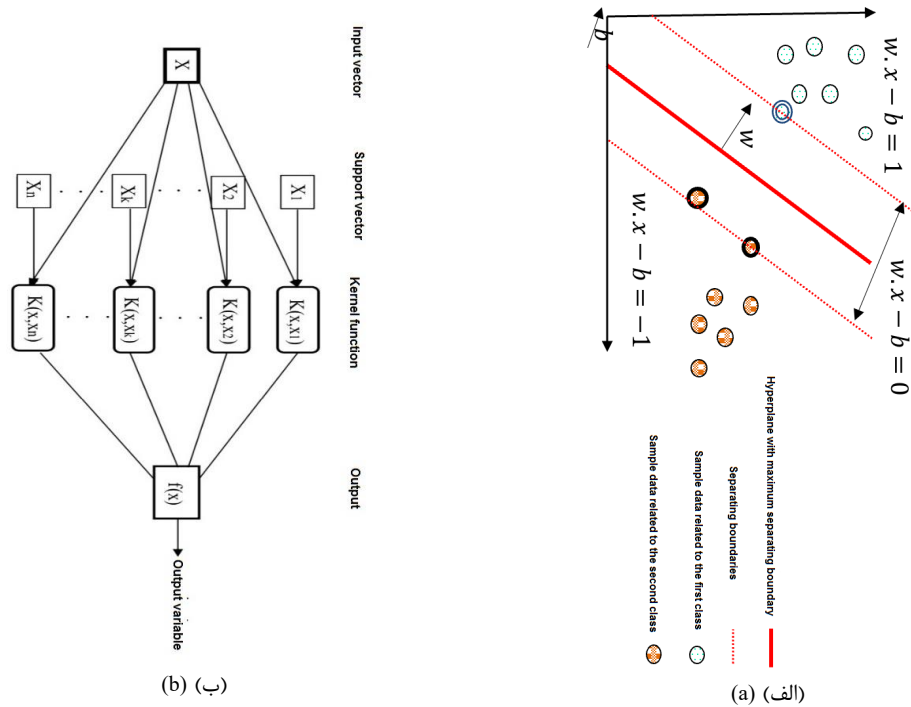 w.x − b = 1
w.x − b = 0
w.x − b = −1
w
b
Hyperplane with maximum separating boundary
Separating boundaries
Sample data related to the first class
Sample data related to the second class
(الف) (a)
Input vector
Support vector
Kernel function
Output
X
X1
X2
Xk
Xn
K(x,x1)
K(x,x2)
K(x,xk)
K(x,xn)
f(x)
Output variable
(ب) (b)